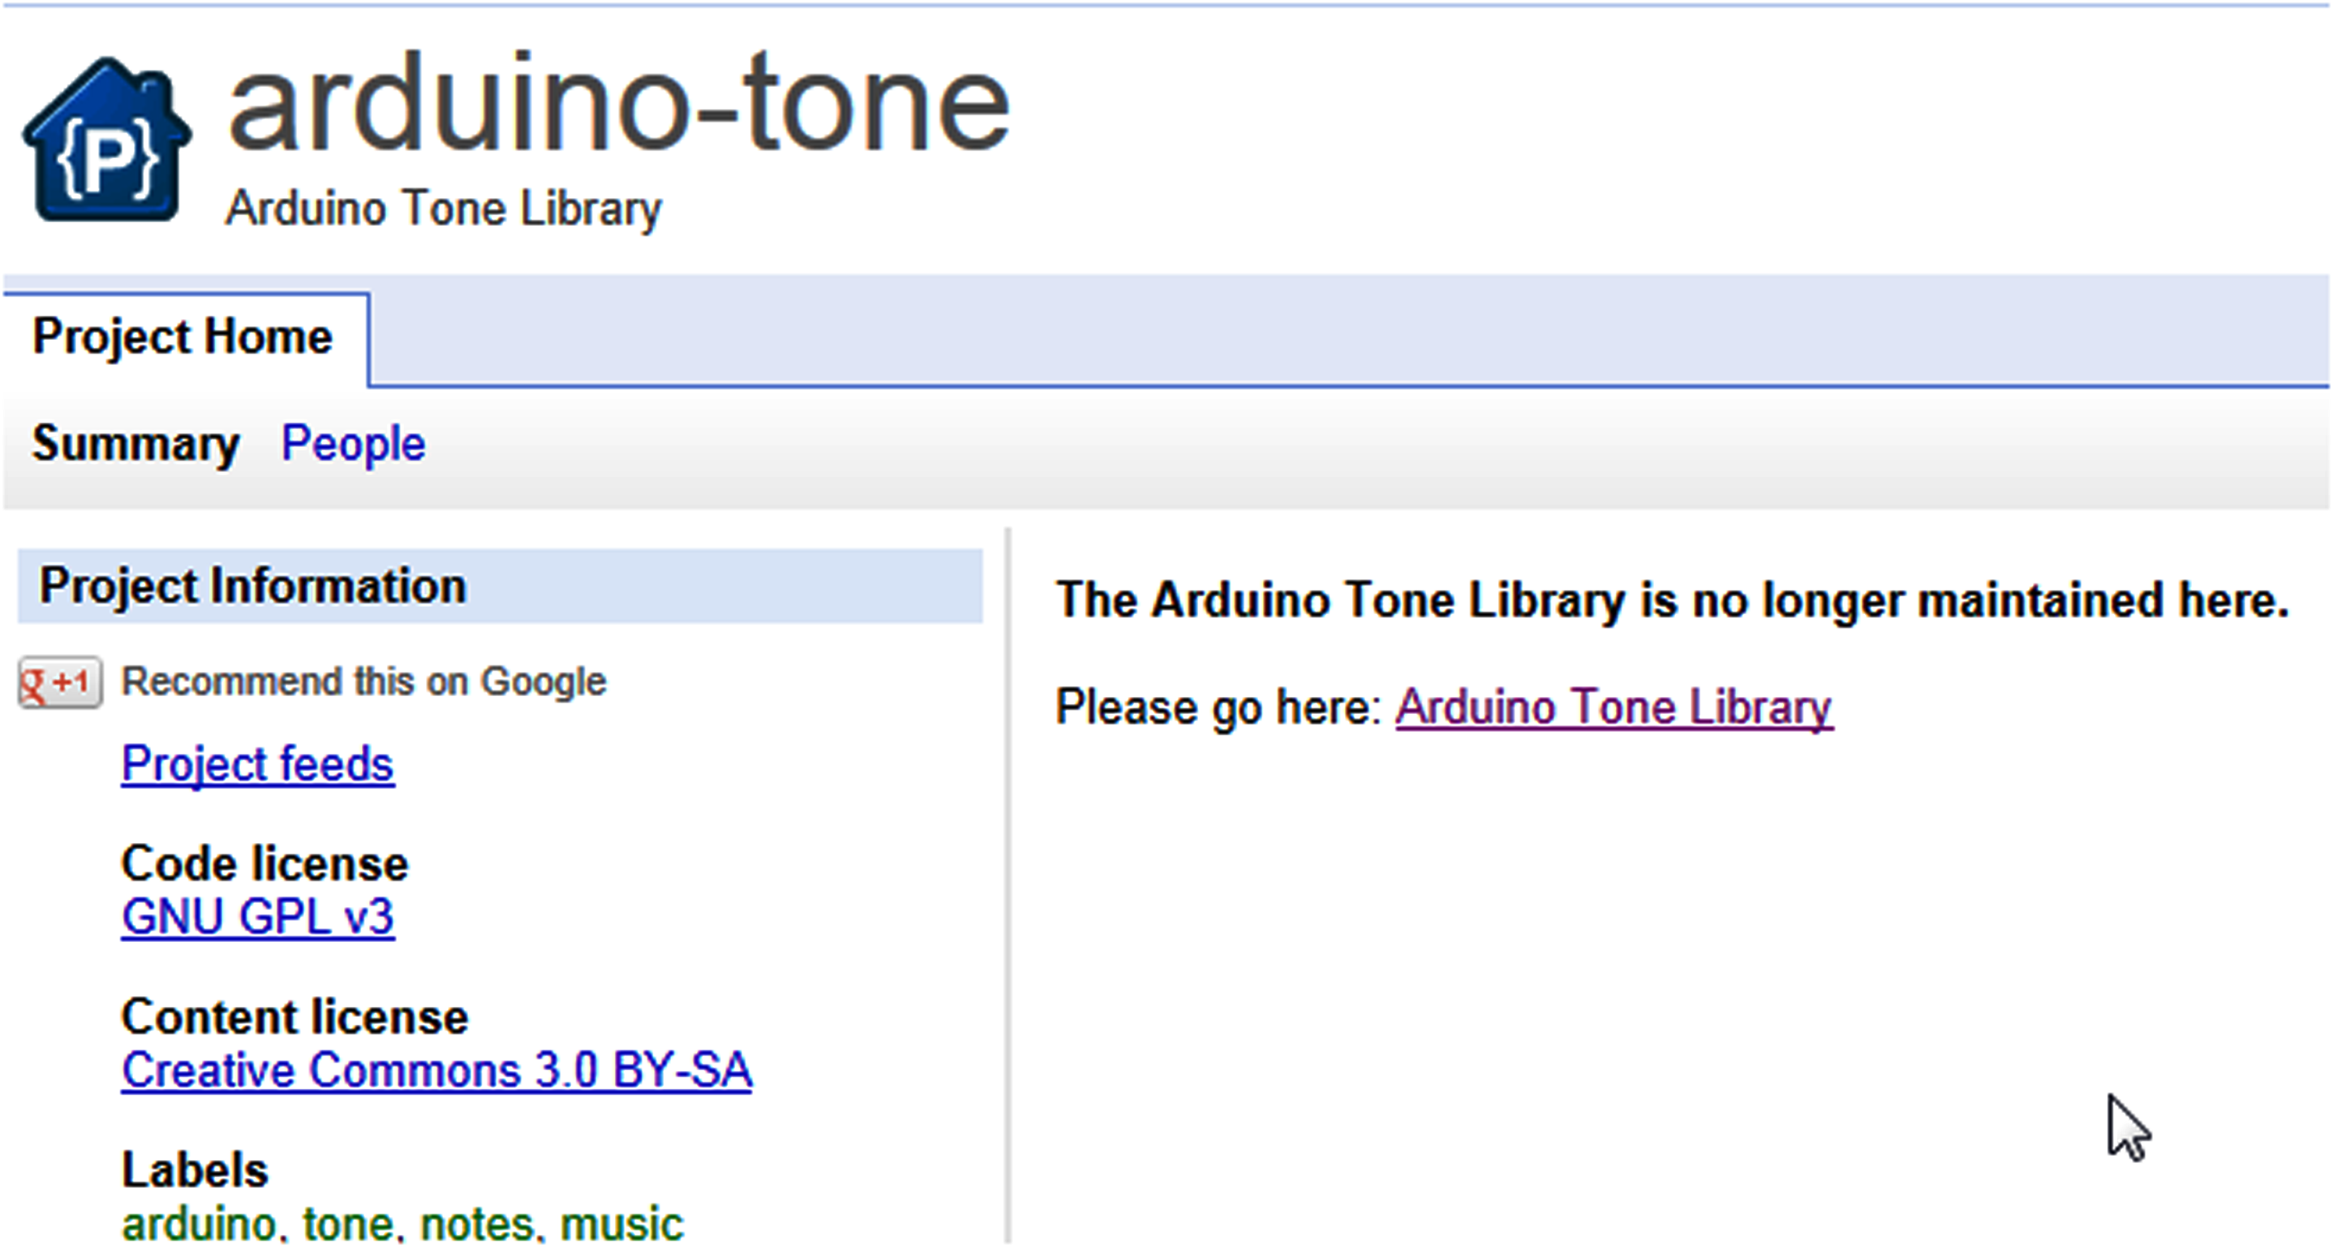 {P}
arduino-tone
Arduino Tone Library
Project Home
Summary People
Project Information
g +1 Recommend this on Google
Project feeds
Code license
GNU GPL v3
Content license
Creative Commons 3.0 BY-SA
Labels
arduino, tone, notes, music
The Arduino Tone Library is no longer maintained here.
Please go here: Arduino Tone Library